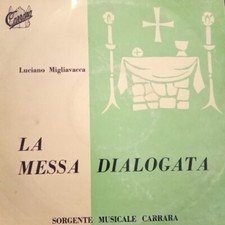 Carrara
Luciano Migliavacca
LA
MESSA DIALOGATA
SORGENTE MUSICALE CARRARA